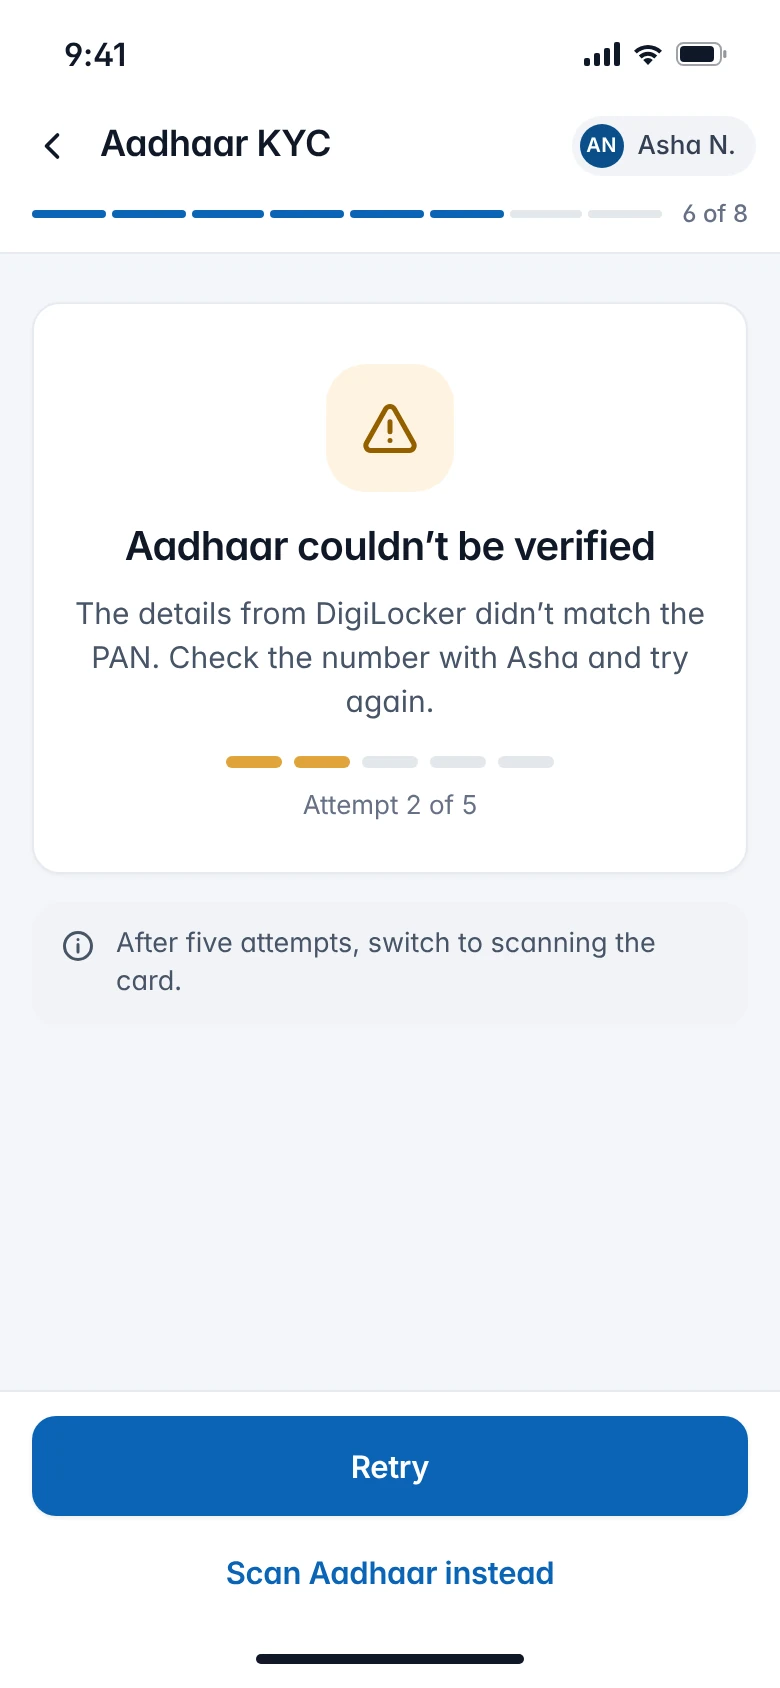 9:41
Aadhaar KYC
AN Asha N.
6 of 8
Aadhaar couldn’t be verified
The details from DigiLocker didn’t match the
PAN. Check the number with Asha and try
again.
Attempt 2 of 5
After five attempts, switch to scanning the
card.
Retry
Scan Aadhaar instead